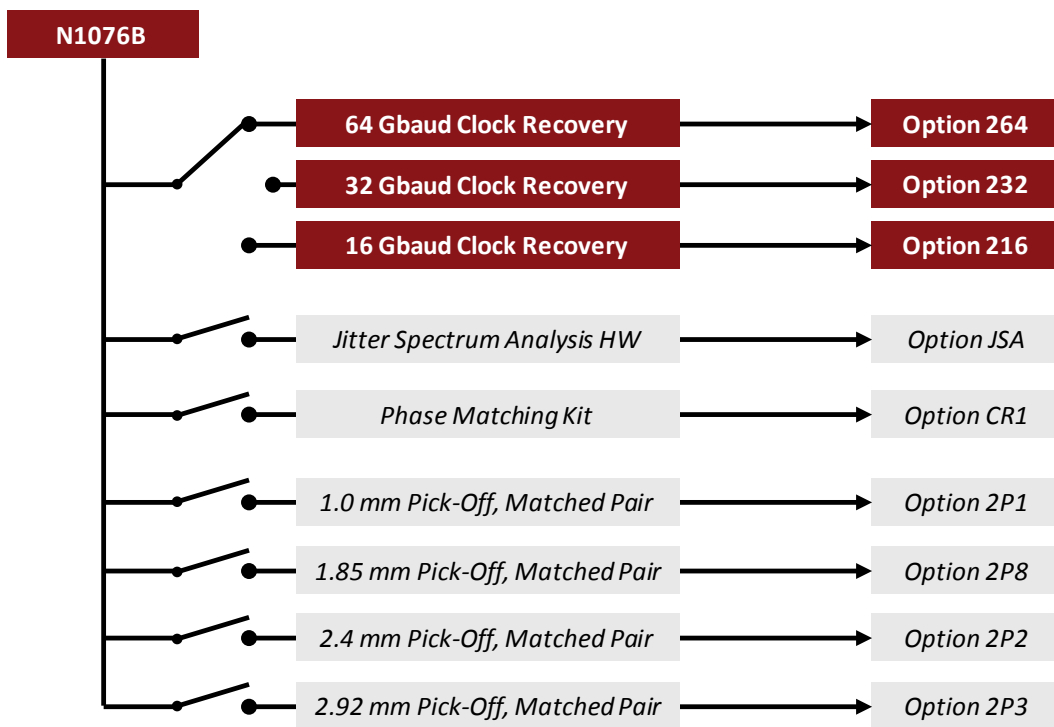 N1076B
64 Gbaud Clock Recovery
Option 264
32 Gbaud Clock Recovery
Option 232
16 Gbaud Clock Recovery
Option 216
Jitter Spectrum Analysis HW
Option JSA
Phase Matching Kit
Option CR1
1.0 mm Pick-Off, Matched Pair
Option 2P1
1.85 mm Pick-Off, Matched Pair
Option 2P8
2.4 mm Pick-Off, Matched Pair
Option 2P2
2.92 mm Pick-Off, Matched Pair
Option 2P3